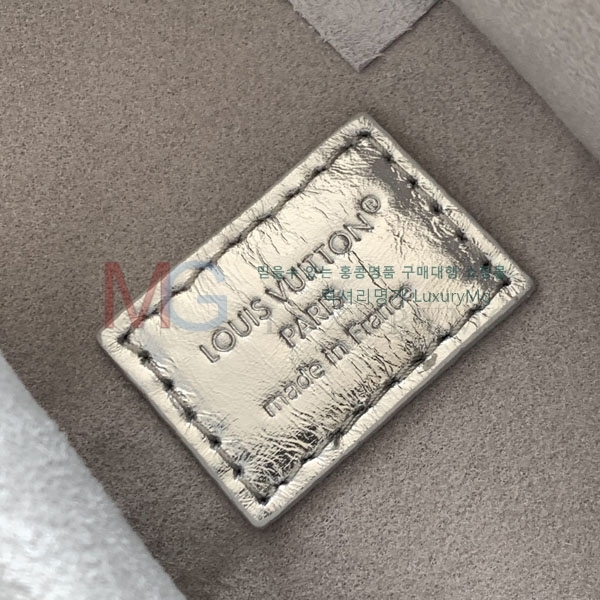 LOUIS VUITTON®
PARIS
made in France
MG
믿을수 있는 홍콩명품 구매대행 쇼핑몰
럭셔리명가 LuxuryMG